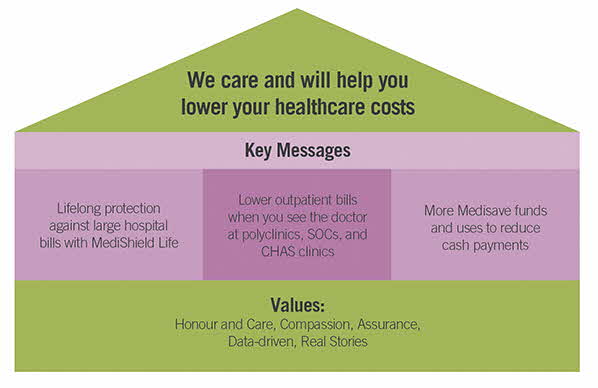 We care and will help you
lower your healthcare costs
Key Messages
Lifelong protection
against large hospital
bills with MediShield Life
Lower outpatient bills
when you see the doctor
at polyclinics, SOCs, and
CHAS clinics
More Medisave funds
and uses to reduce
cash payments
Values:
Honour and Care, Compassion, Assurance,
Data-driven, Real Stories